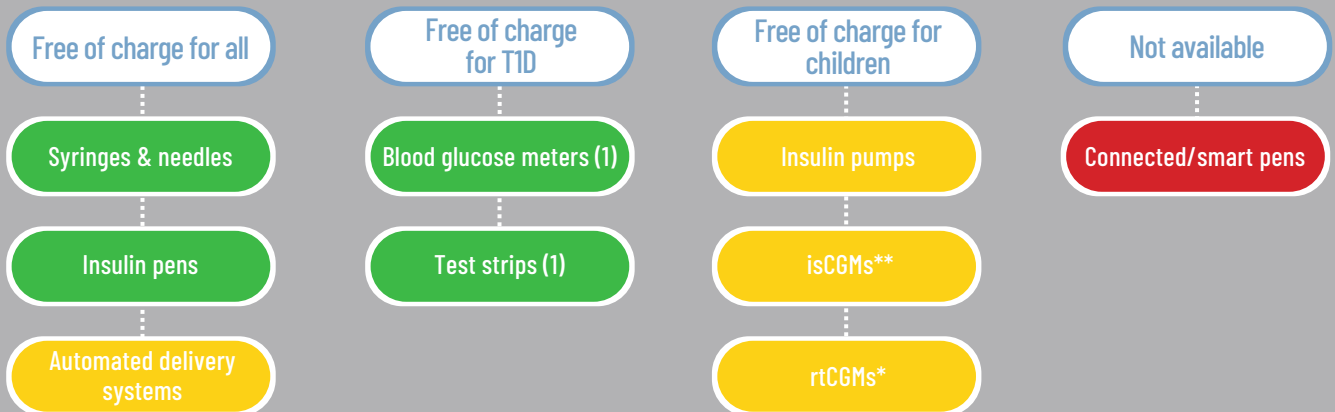 Free of charge for all
Syringes & needles
Insulin pens
Automated delivery
systems
Free of charge
for T1D
Blood glucose meters (1)
Test strips (1)
Free of charge for
children
Insulin pumps
isCGMs**
rtCGMs*
Not available
Connected/smart pens